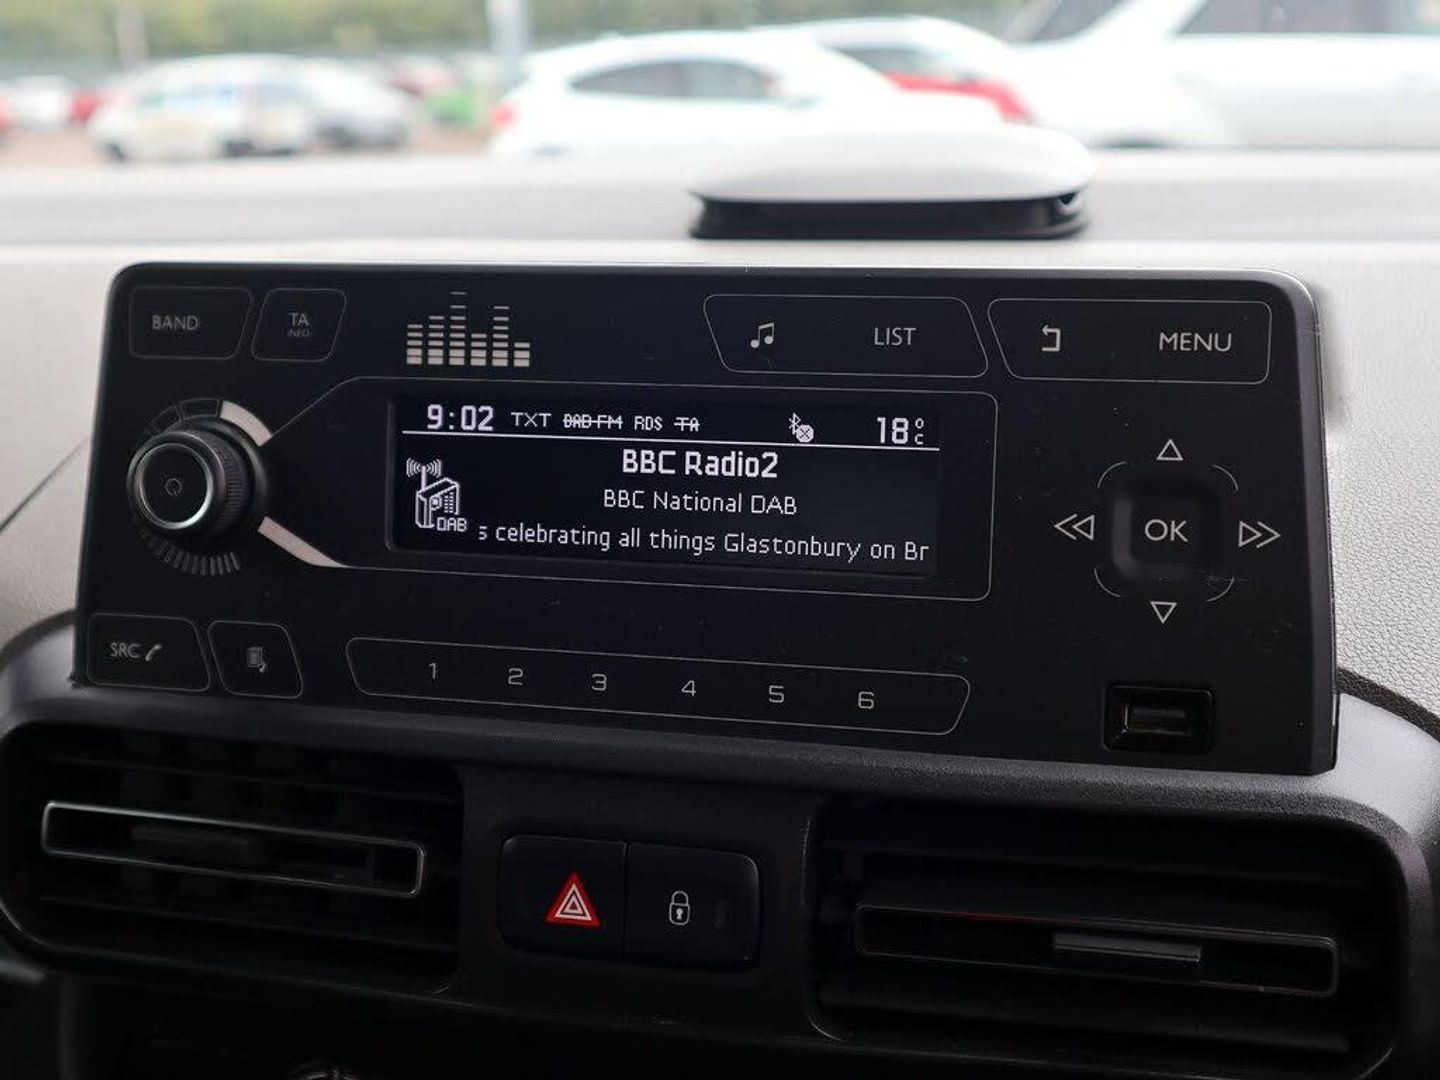 BAND
TA
INFO
LIST
MENU
9:02 TXT DAB-FM RDS TA 18°C
BBC Radio2
BBC National DAB
DAB
s celebrating all things Glastonbury on Br
OK
SRC
1 2 3 4 5 6